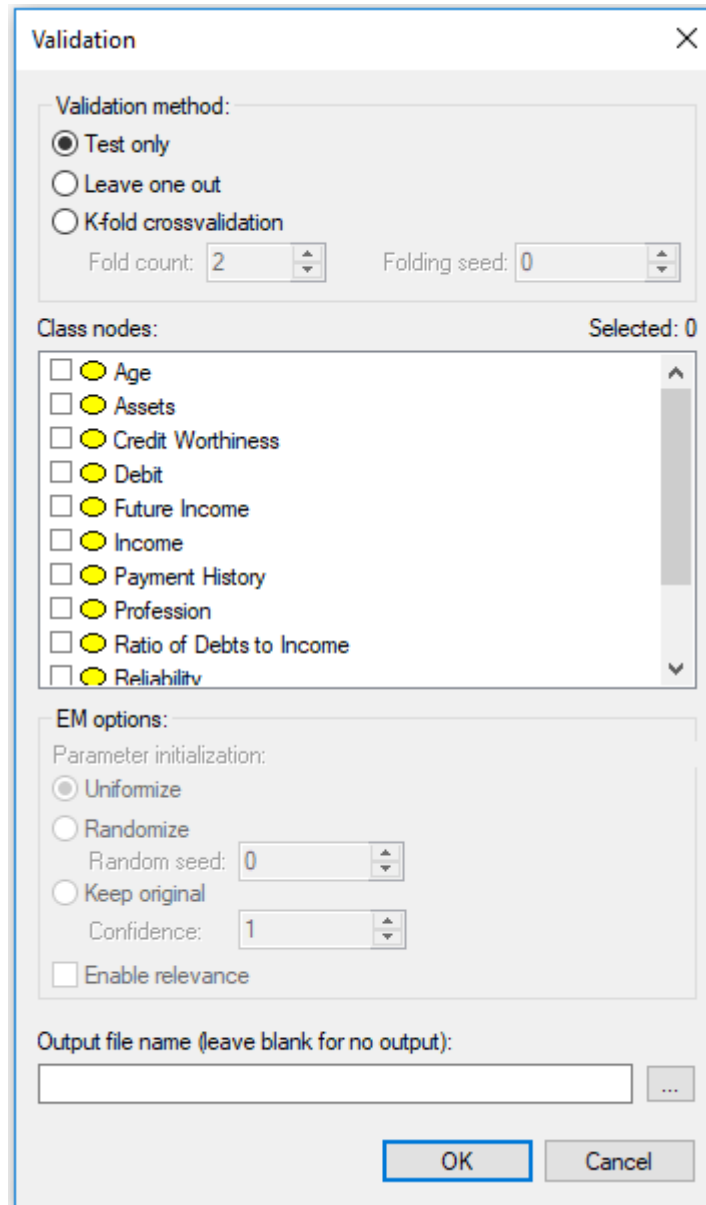 Validation
Validation method:
Test only
Leave one out
K-fold crossvalidation
Fold count: 2 Folding seed: 0
Class nodes: Selected: 0
Age
Assets
Credit Worthiness
Debit
Future Income
Income
Payment History
Profession
Ratio of Debts to Income
Reliability
EM options:
Parameter initialization:
Uniformize
Randomize
Random seed: 0
Keep original
Confidence: 1
Enable relevance
Output file name (leave blank for no output):
...
OK Cancel